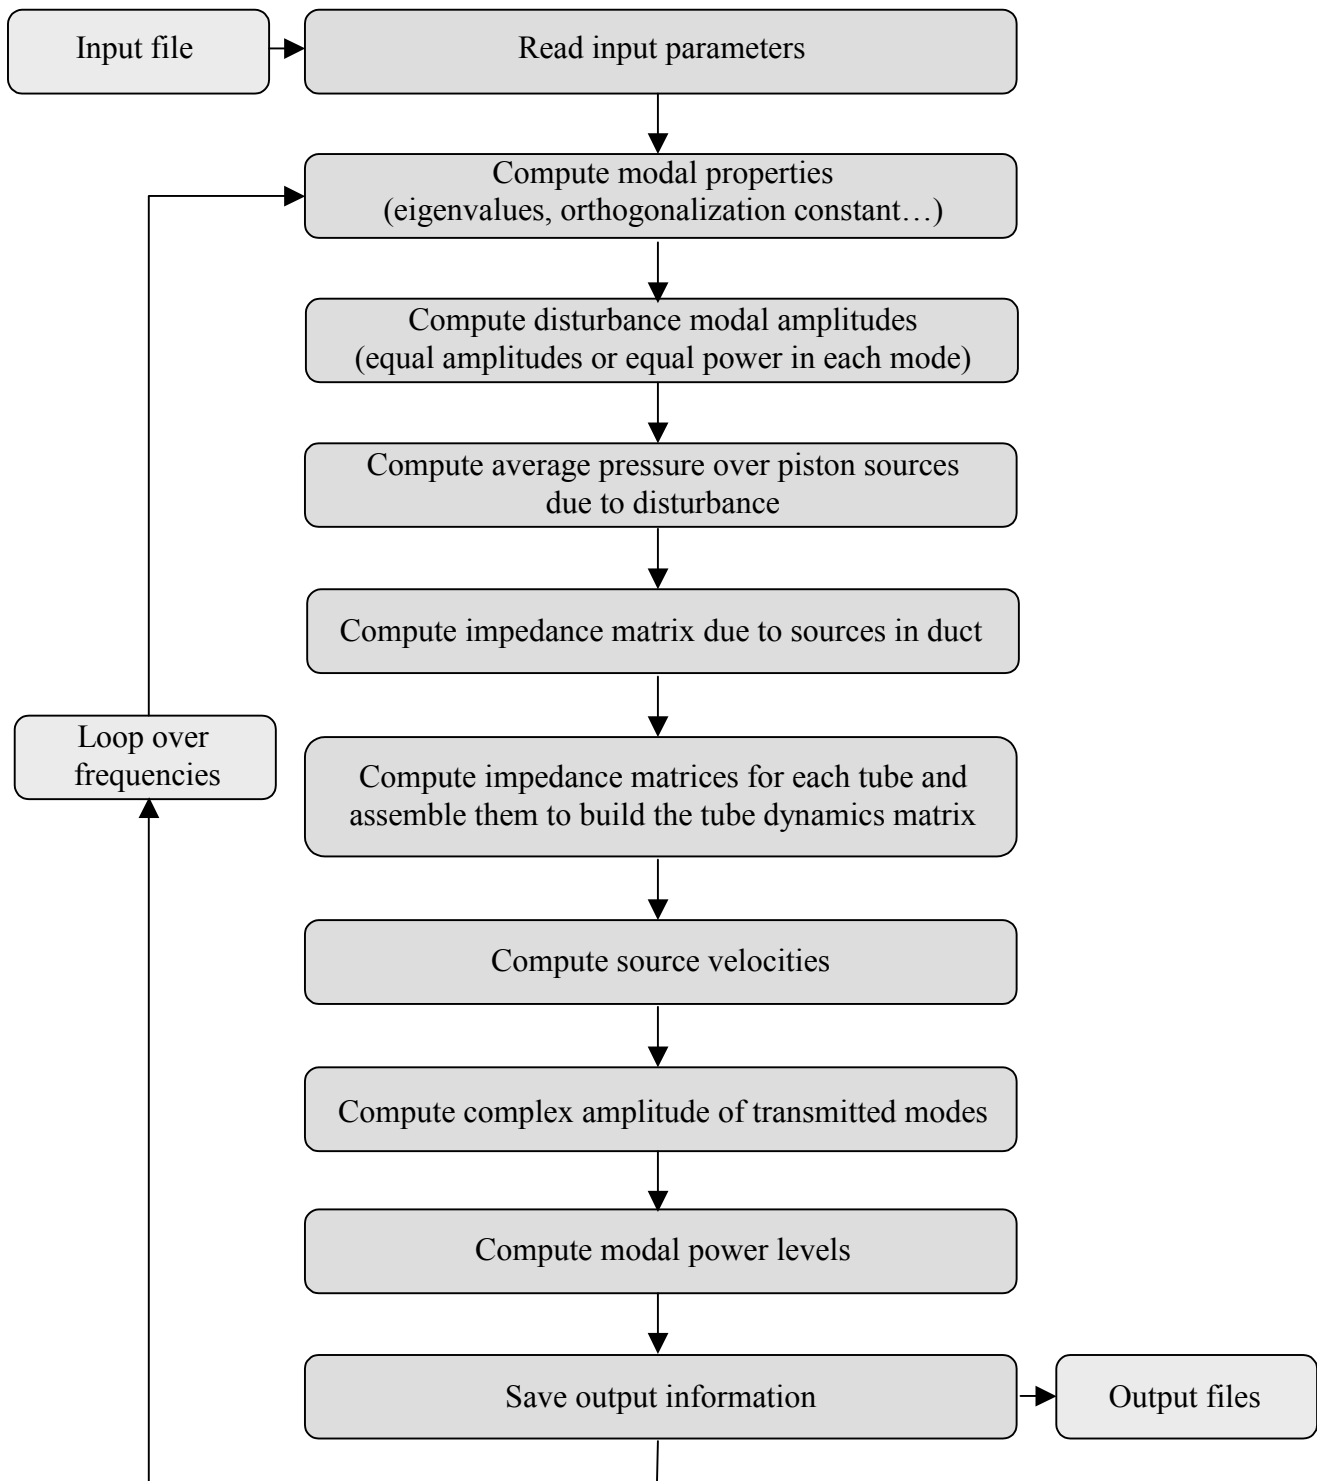 Input file
Read input parameters
Compute modal properties
(eigenvalues, orthogonalization constant…)
Compute disturbance modal amplitudes
(equal amplitudes or equal power in each mode)
Compute average pressure over piston sources
due to disturbance
Compute impedance matrix due to sources in duct
Loop over
frequencies
Compute impedance matrices for each tube and
assemble them to build the tube dynamics matrix
Compute source velocities
Compute complex amplitude of transmitted modes
Compute modal power levels
Save output information
Output files